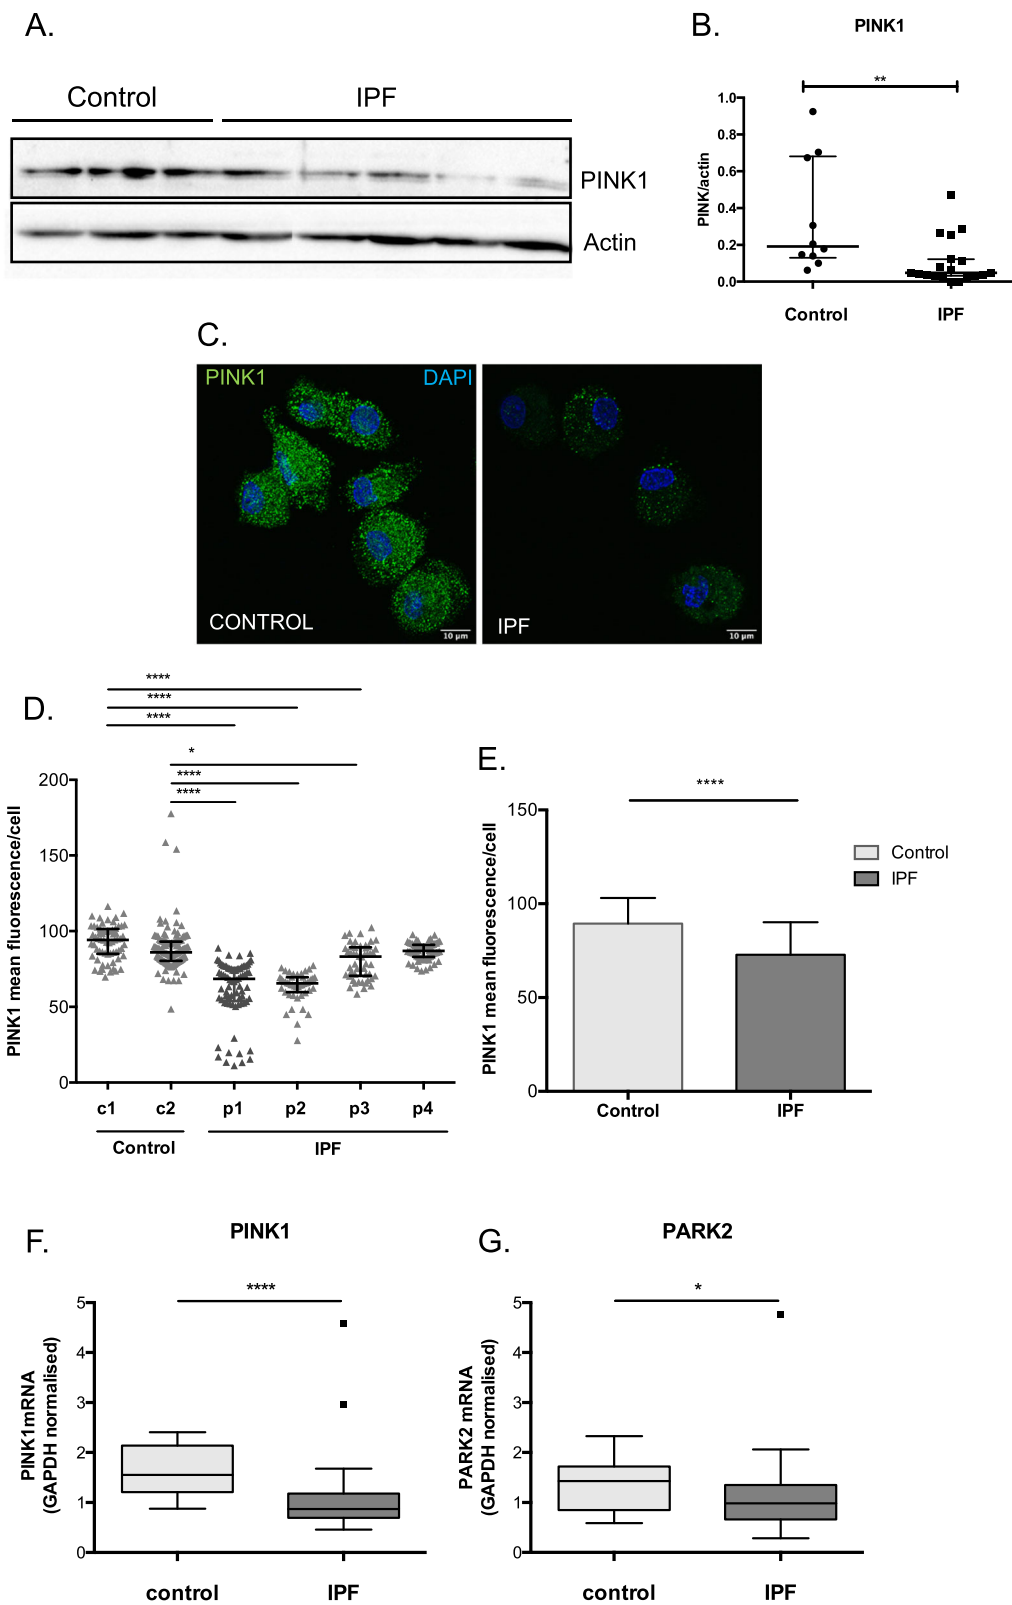 A.
Control IPF
PINK1
Actin
B.
PINK1
**
PINK/actin
1.0
0.8
0.6
0.4
0.2
0.0
Control IPF
C.
PINK1 DAPI
CONTROL
10 µm
IPF
10 µm
D.
****
****
****
*
****
****
PINK1 mean fluorescence/cell
200
150
100
50
0
c1 c2 p1 p2 p3 p4
Control IPF
E.
****
PINK1 mean fluorescence/cell
150
100
50
0
Control IPF
Control
IPF
F.
PINK1
****
PINK1mRNA
(GAPDH normalised)
5
4
3
2
1
0
control IPF
G.
PARK2
*
PARK2 mRNA
(GAPDH normalised)
5
4
3
2
1
0
control IPF